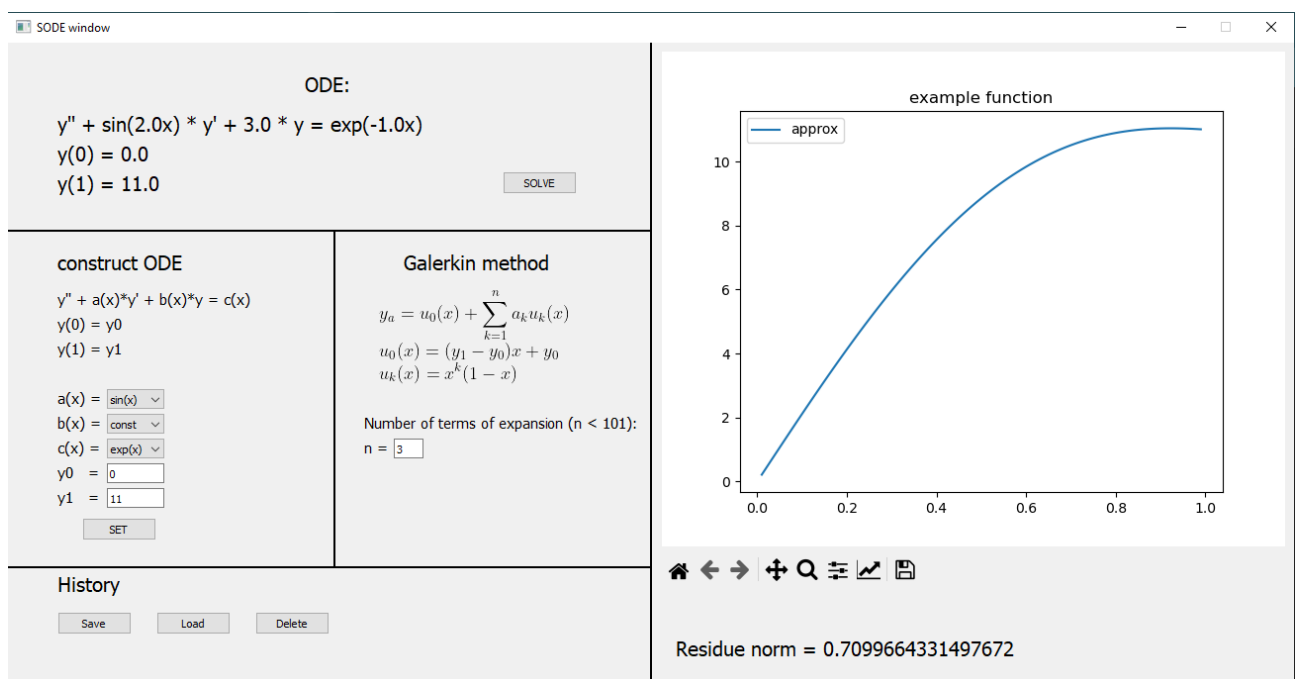 SODE window
ODE:
y" + sin(2.0x) * y' + 3.0 * y = exp(-1.0x)
y(0) = 0.0
y(1) = 11.0
SOLVE
construct ODE
y" + a(x)*y' + b(x)*y = c(x)
y(0) = y0
y(1) = y1
a(x) = sin(x)
b(x) = const
c(x) = exp(x)
y0 = 0
y1 = 11
SET
Galerkin method
y_a = u_0(x) + \sum_{k=1}^{n} a_k u_k(x)
u_0(x) = (y_1 − y_0)x + y_0
u_k(x) = x^k(1 − x)
Number of terms of expansion (n < 101):
n = 3
History
Save Load Delete
example function
approx
10
8
6
4
2
0
0.0 0.2 0.4 0.6 0.8 1.0
Residue norm = 0.7099664331497672